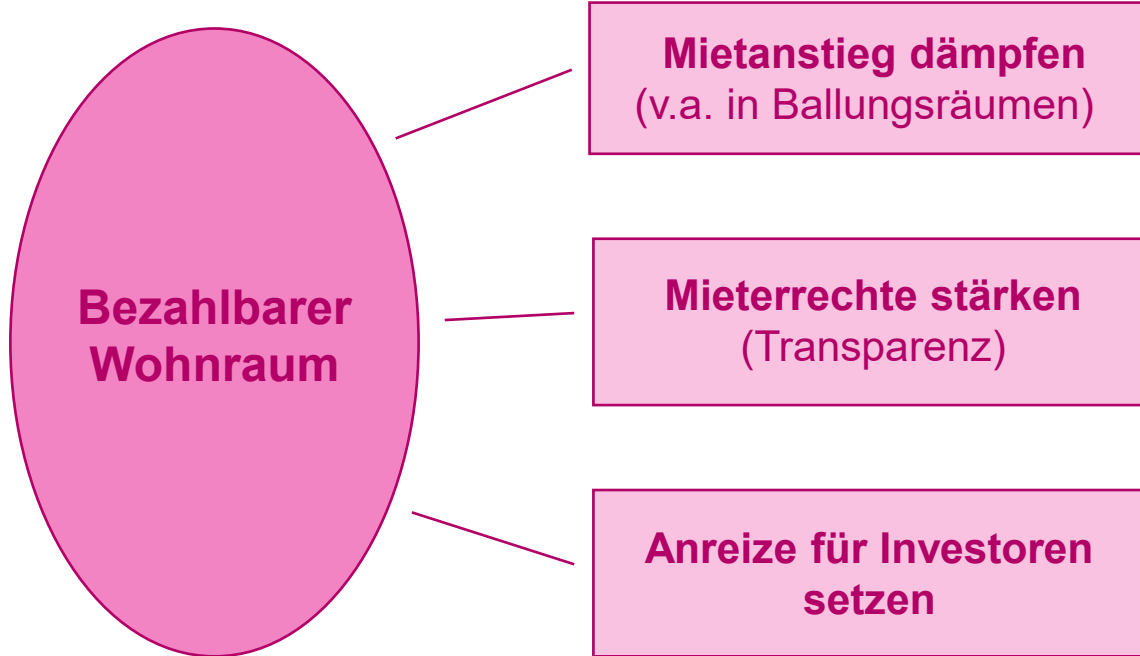 Bezahlbarer
Wohnraum
Mietanstieg dämpfen
(v.a. in Ballungsräumen)
Mieterrechte stärken
(Transparenz)
Anreize für Investoren
setzen